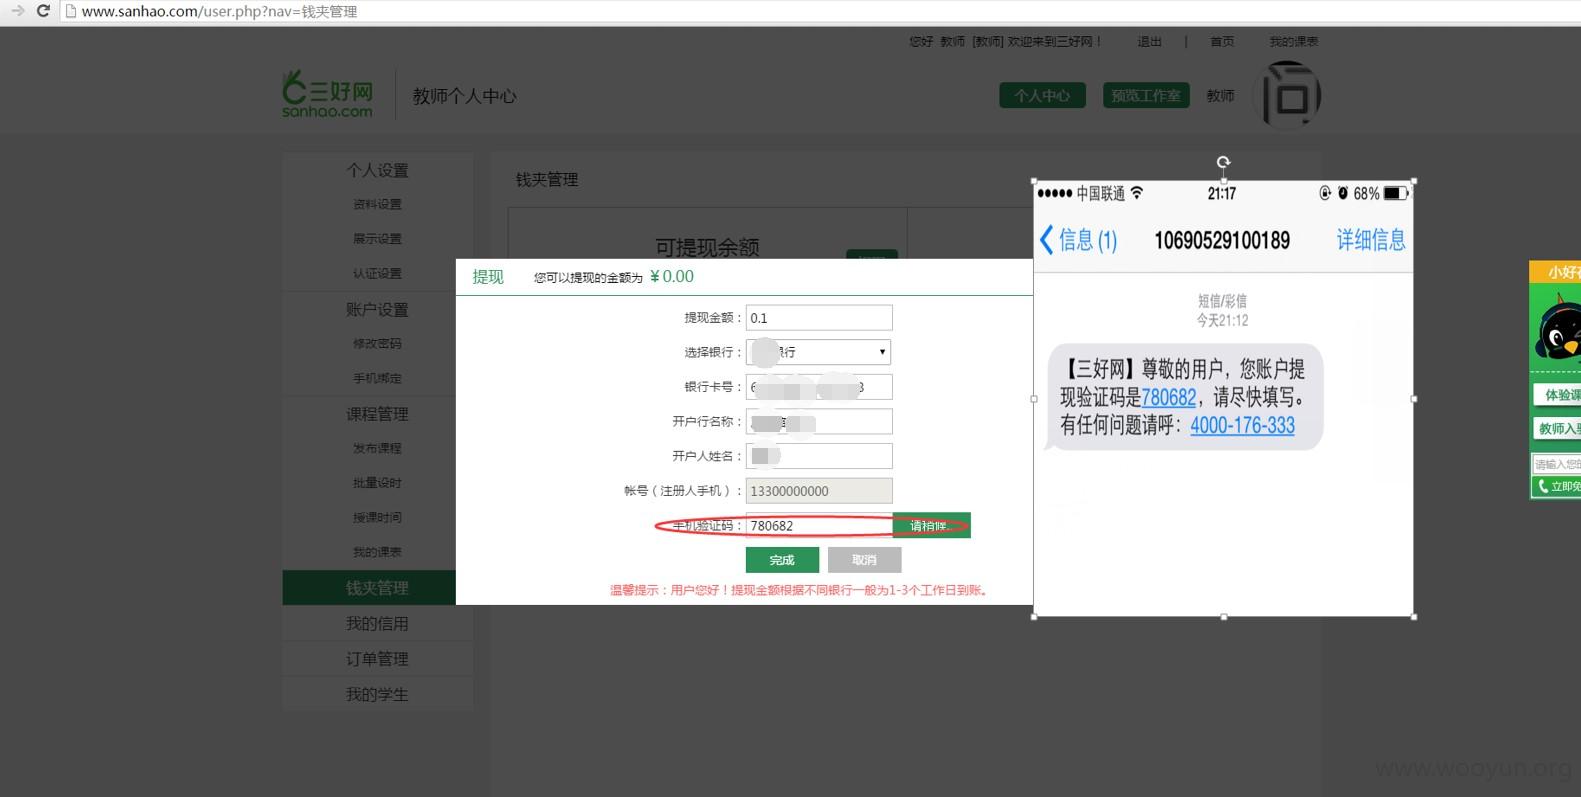 www.sanhao.com/user.php?nav=钱夹管理
您好 教师 [教师] 欢迎来到三好网！ 退出 | 首页 我的课表
三好网
sanhao.com
教师个人中心
个人中心 预览工作室 教师
问
个人设置
资料设置
展示设置
认证设置
账户设置
修改密码
手机绑定
课程管理
发布课程
批量设时
授课时间
我的课表
钱夹管理
我的信用
订单管理
我的学生
钱夹管理
可提现余额
提现 您可以提现的金额为 ¥0.00
提现金额： 0.1
选择银行： 银行
银行卡号： 6 3
开户行名称：
开户人姓名：
帐号（注册人手机）： 13300000000
手机验证码： 780682 请稍候
完成 取消
温馨提示：用户您好！提现金额根据不同银行一般为1-3个工作日到账。
中国联通 21:17 68%
信息 (1) 10690529100189 详细信息
短信/彩信
今天21:12
【三好网】尊敬的用户，您账户提
现验证码是780682，请尽快填写。
有任何问题请呼：4000-176-333
小好
体验课
教师入
请输入您
立即免
www.wooyun.org